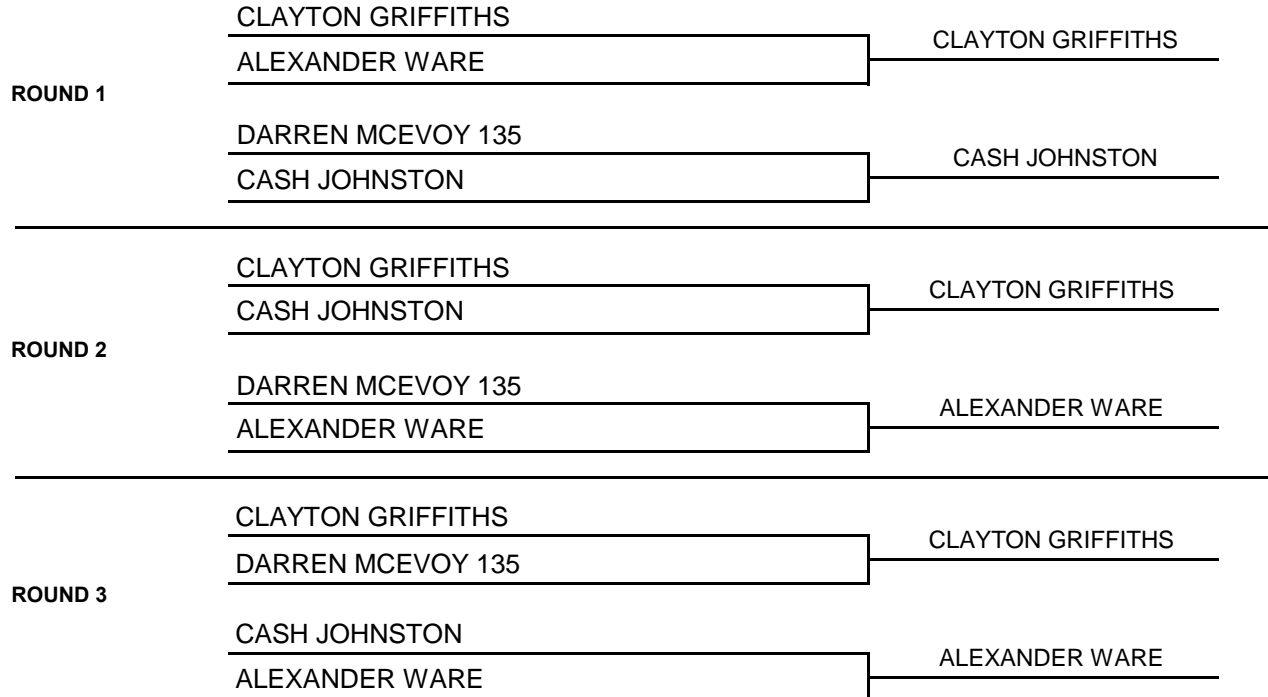 CLAYTON GRIFFITHS
CLAYTON GRIFFITHS
ALEXANDER WARE
ROUND 1
DARREN MCEVOY 135
CASH JOHNSTON
CASH JOHNSTON
CLAYTON GRIFFITHS
CLAYTON GRIFFITHS
CASH JOHNSTON
ROUND 2
DARREN MCEVOY 135
ALEXANDER WARE
ALEXANDER WARE
CLAYTON GRIFFITHS
CLAYTON GRIFFITHS
DARREN MCEVOY 135
ROUND 3
CASH JOHNSTON
ALEXANDER WARE
ALEXANDER WARE